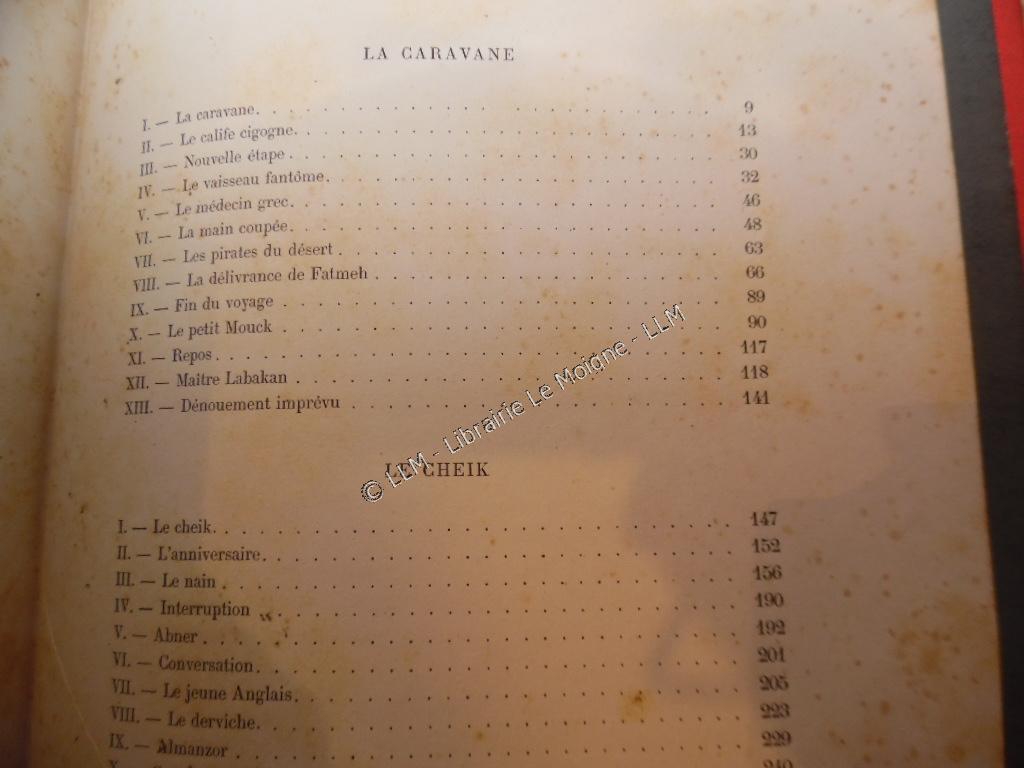 LA CARAVANE
I. — La caravane. . . . . . . . . . . . . . . . . . . . . . . 9
II. — Le calife cigogne. . . . . . . . . . . . . . . . . . . . . 13
III. — Nouvelle étape . . . . . . . . . . . . . . . . . . . . . 30
IV. — Le vaisseau fantôme. . . . . . . . . . . . . . . . . . . . 32
V. — Le médecin grec. . . . . . . . . . . . . . . . . . . . . . 46
VI. — La main coupée. . . . . . . . . . . . . . . . . . . . . . 48
VII. — Les pirates du désert . . . . . . . . . . . . . . . . . . . 63
VIII. — La délivrance de Fatmeh . . . . . . . . . . . . . . . . . 66
IX. — Fin du voyage . . . . . . . . . . . . . . . . . . . . . . 89
X. — Le petit Mouck . . . . . . . . . . . . . . . . . . . . . . 90
XI. — Repos. . . . . . . . . . . . . . . . . . . . . . . . . 117
XII. — Maître Labakan . . . . . . . . . . . . . . . . . . . . . 118
XIII. — Dénouement imprévu . . . . . . . . . . . . . . . . . . 141
© LLM - Librairie Le Moigne - LLM
LE CHEIK
I. — Le cheik. . . . . . . . . . . . . . . . . . . . . . . . 147
II. — L'anniversaire. . . . . . . . . . . . . . . . . . . . . . 152
III. — Le nain . . . . . . . . . . . . . . . . . . . . . . . . 156
IV. — Interruption . . . . . . . . . . . . . . . . . . . . . . 190
V. — Abner. . . . . . . . . . . . . . . . . . . . . . . . . 192
VI. — Conversation. . . . . . . . . . . . . . . . . . . . . . 201
VII. — Le jeune Anglais. . . . . . . . . . . . . . . . . . . . 205
VIII. — Le derviche. . . . . . . . . . . . . . . . . . . . . . 223
IX. — Almanzor . . . . . . . . . . . . . . . . . . . . . . . 229